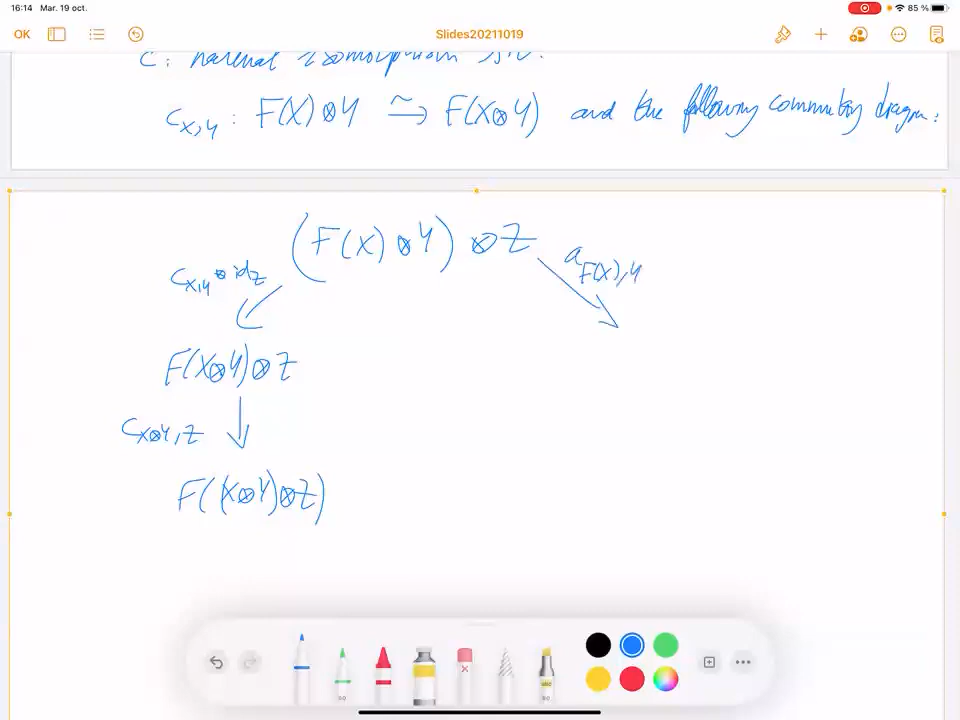 16:14 Mar. 19 oct. 85 %
OK Slides20211019
C: natural isomorphism s.t.
c_{X,Y} : F(X)⊗Y ⥲ F(X⊗Y) and the following commuting diagram:
(F(X)⊗Y)⊗Z
c_{X,Y}⊗id_Z a_{F(X),Y}
F(X⊗Y)⊗Z
c_{X⊗Y,Z}
F((X⊗Y)⊗Z)